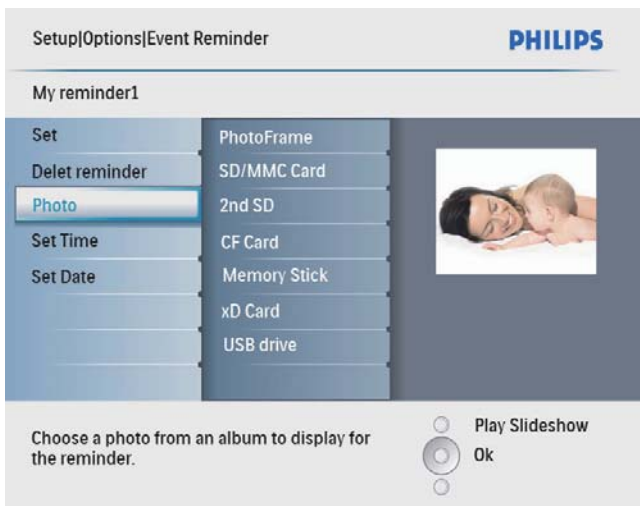 Setup|Options|Event Reminder
PHILIPS
My reminder1
Set
Delet reminder
Photo
Set Time
Set Date
PhotoFrame
SD/MMC Card
2nd SD
CF Card
Memory Stick
xD Card
USB drive
Choose a photo from an album to display for
the reminder.
Play Slideshow
Ok